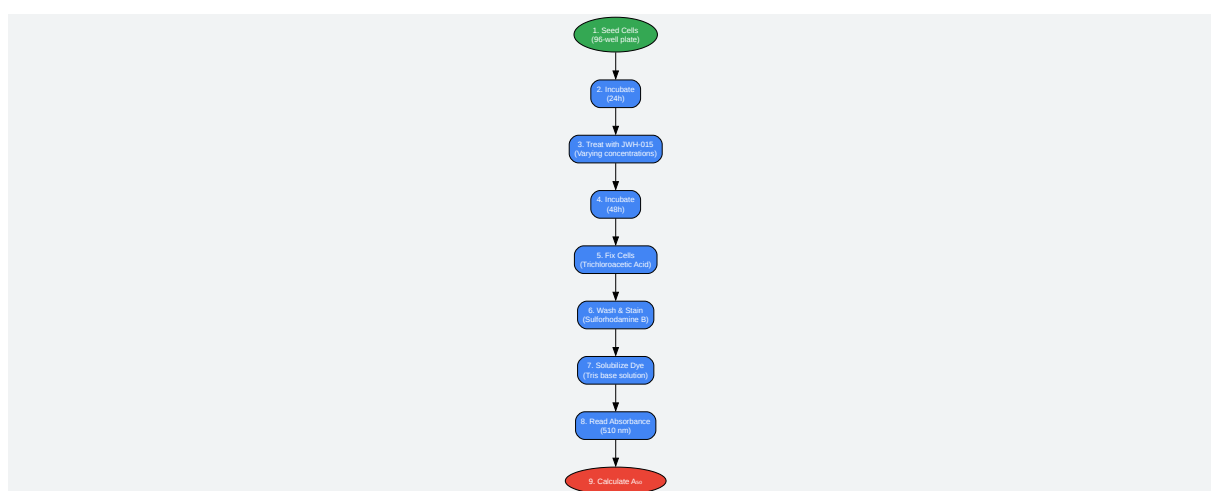 1. Seed Cells
(96-well plate)
2. Incubate
(24h)
3. Treat with JWH-015
(Varying concentrations)
4. Incubate
(48h)
5. Fix Cells
(Trichloroacetic Acid)
6. Wash & Stain
(Sulforhodamine B)
7. Solubilize Dye
(Tris base solution)
8. Read Absorbance
(510 nm)
9. Calculate